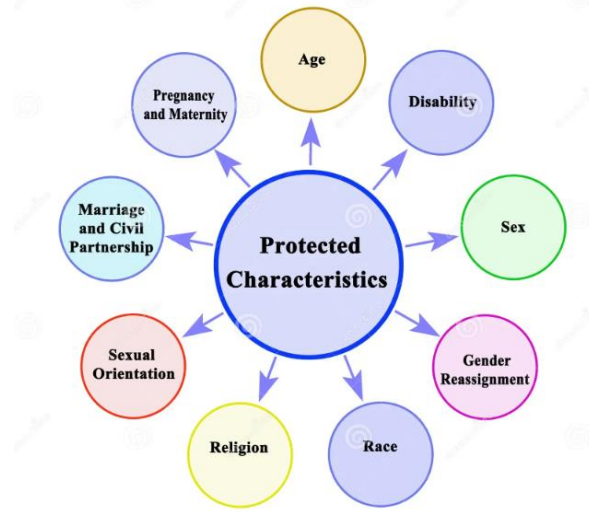 Age
Disability
Sex
Gender
Reassignment
Race
Religion
Sexual
Orientation
Marriage
and Civil
Partnership
Pregnancy
and Maternity
Protected
Characteristics